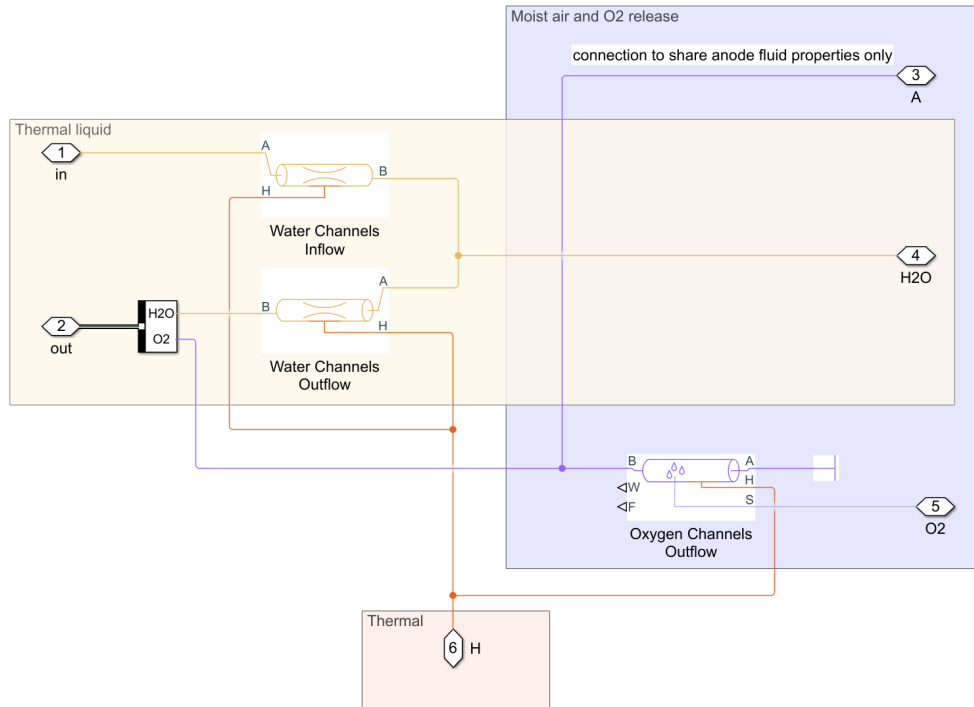 Moist air and O2 release
connection to share anode fluid properties only
3
A
Thermal liquid
1
in
A
B
H
Water Channels
Inflow
4
H2O
2
out
H2O
O2
B
A
H
Water Channels
Outflow
B
A
W
H
F
S
Oxygen Channels
Outflow
5
O2
Thermal
6
H